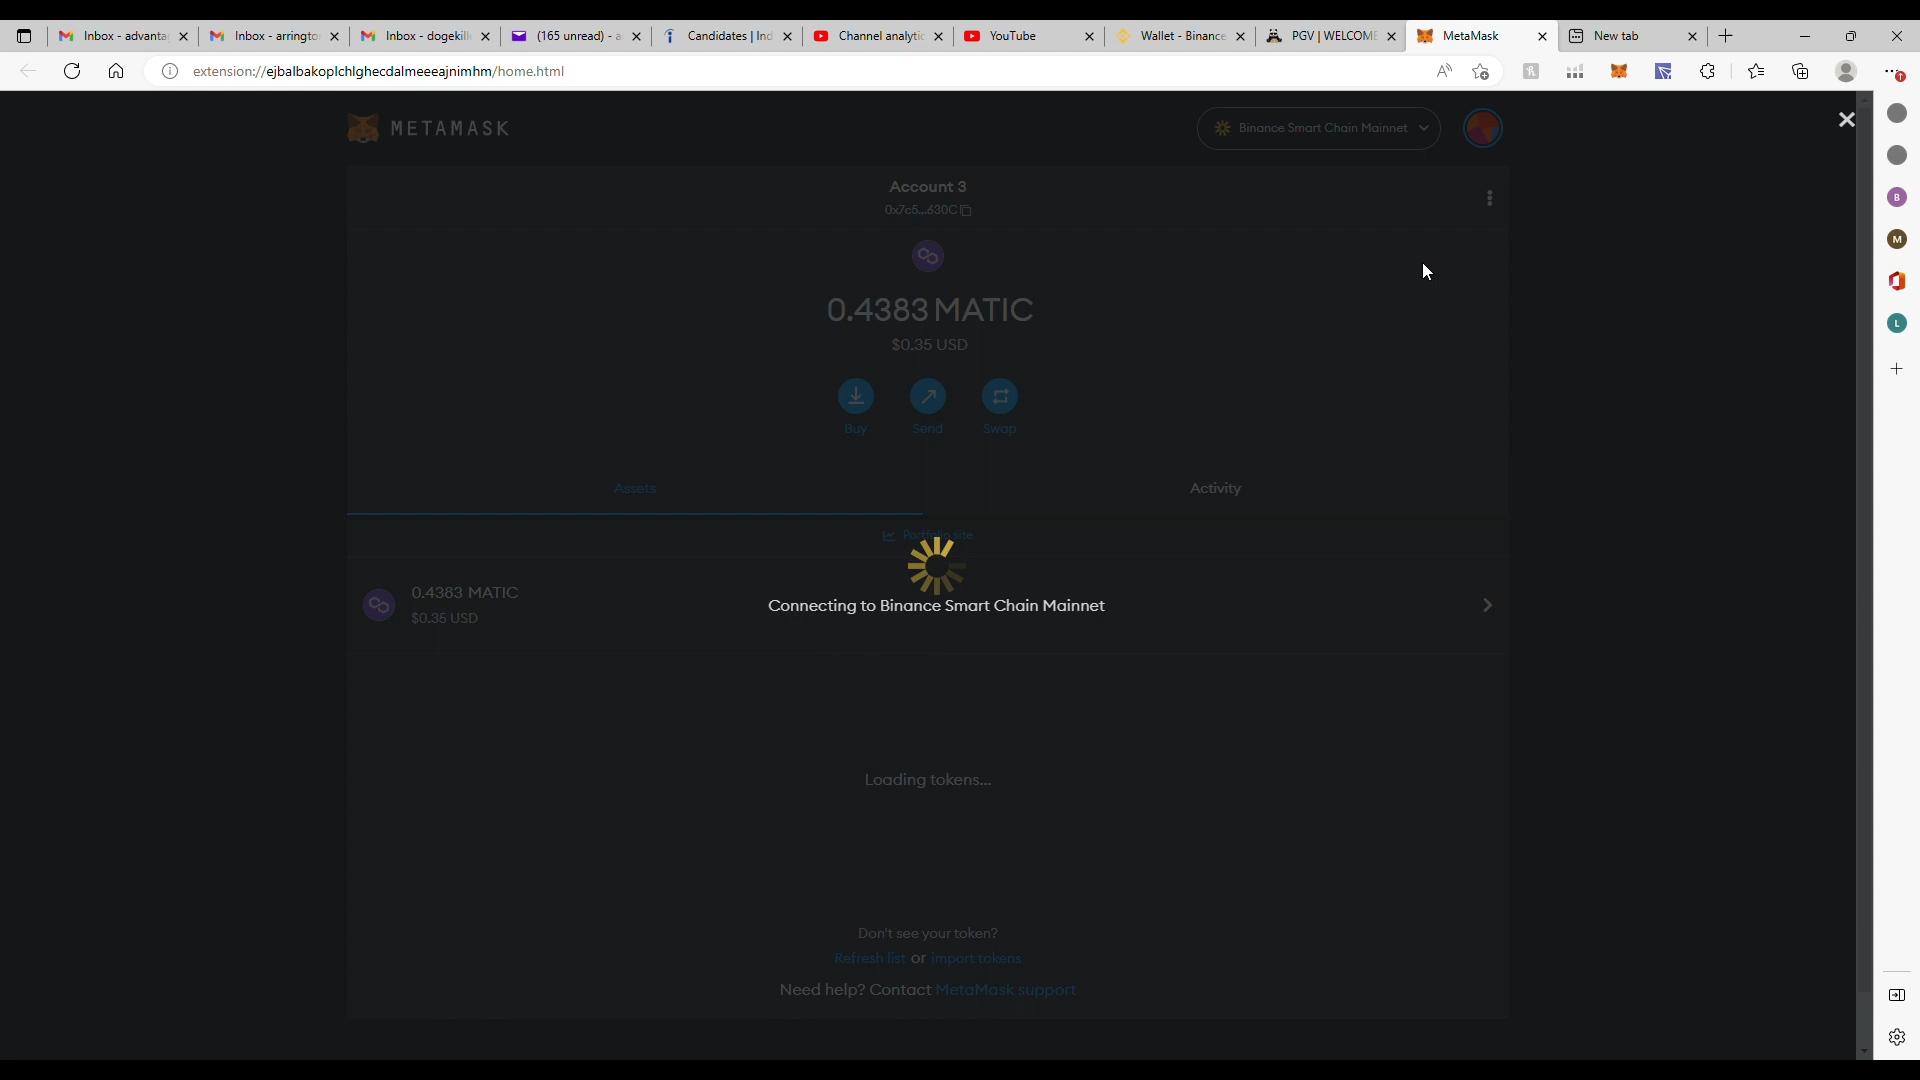 Inbox - advanta
Inbox - arringto
Inbox - dogekill
(165 unread) - a
Candidates | Ind
Channel analytic
YouTube
Wallet - Binance
PGV | WELCOME
MetaMask
New tab
extension://ejbalbakoplchlghecdalmeeeajnimhm/home.html
METAMASK
Binance Smart Chain Mainnet
B
M
L
Account 3
0x7c5...630C
0.4383 MATIC
$0.35 USD
Buy
Send
Swap
Assets
Activity
Portfolio site
0.4383 MATIC
$0.35 USD
Connecting to Binance Smart Chain Mainnet
Loading tokens...
Don't see your token?
Refresh list or import tokens
Need help? Contact MetaMask support